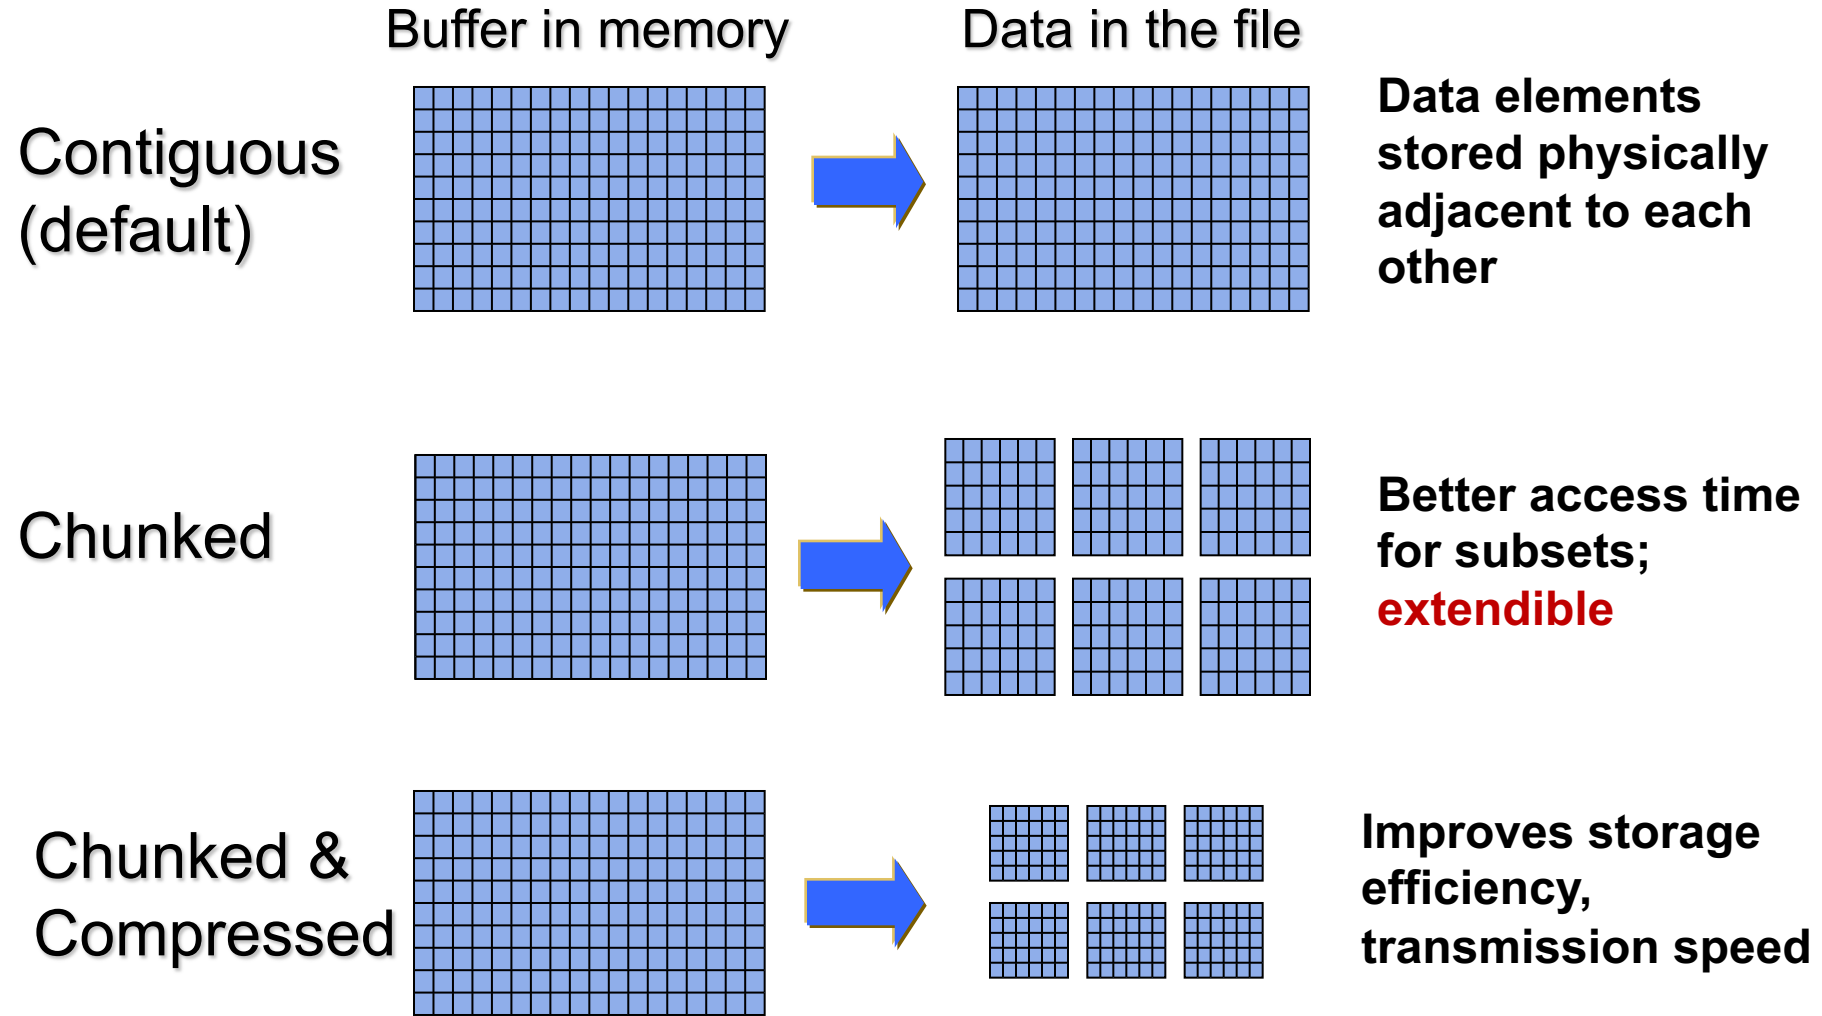 Buffer in memory
Data in the file
Contiguous
(default)
Data elements
stored physically
adjacent to each
other
Chunked
Better access time
for subsets;
extendible
Chunked &
Compressed
Improves storage
efficiency,
transmission speed